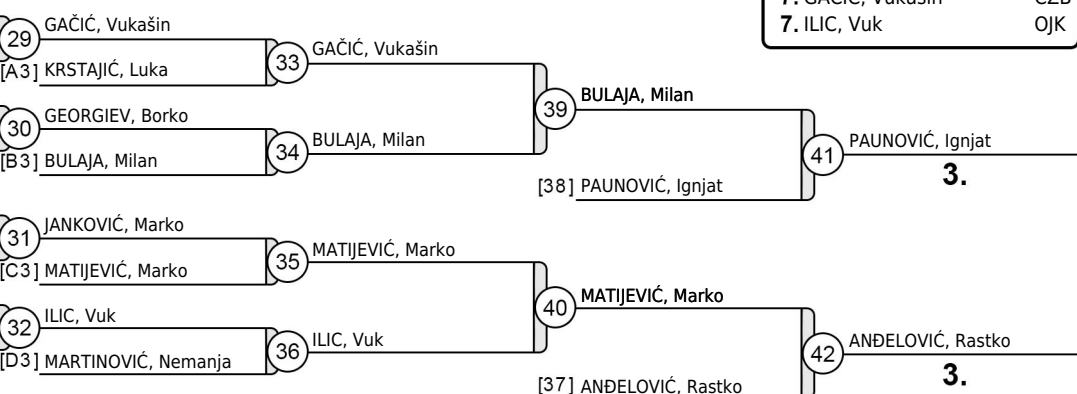 7. GAČIĆ, Vukašin CZB
7. ILIC, Vuk OJK
29
GAČIĆ, Vukašin
[A3] KRSTAJIĆ, Luka
33
GAČIĆ, Vukašin
30
GEORGIEV, Borko
[B3] BULAJA, Milan
34
BULAJA, Milan
39
BULAJA, Milan
[38] PAUNOVIĆ, Ignjat
41
PAUNOVIĆ, Ignjat
3.
31
JANKOVIĆ, Marko
[C3] MATIJEVIĆ, Marko
35
MATIJEVIĆ, Marko
32
ILIC, Vuk
[D3] MARTINOVIĆ, Nemanja
36
ILIC, Vuk
40
MATIJEVIĆ, Marko
[37] ANĐELOVIĆ, Rastko
42
ANĐELOVIĆ, Rastko
3.